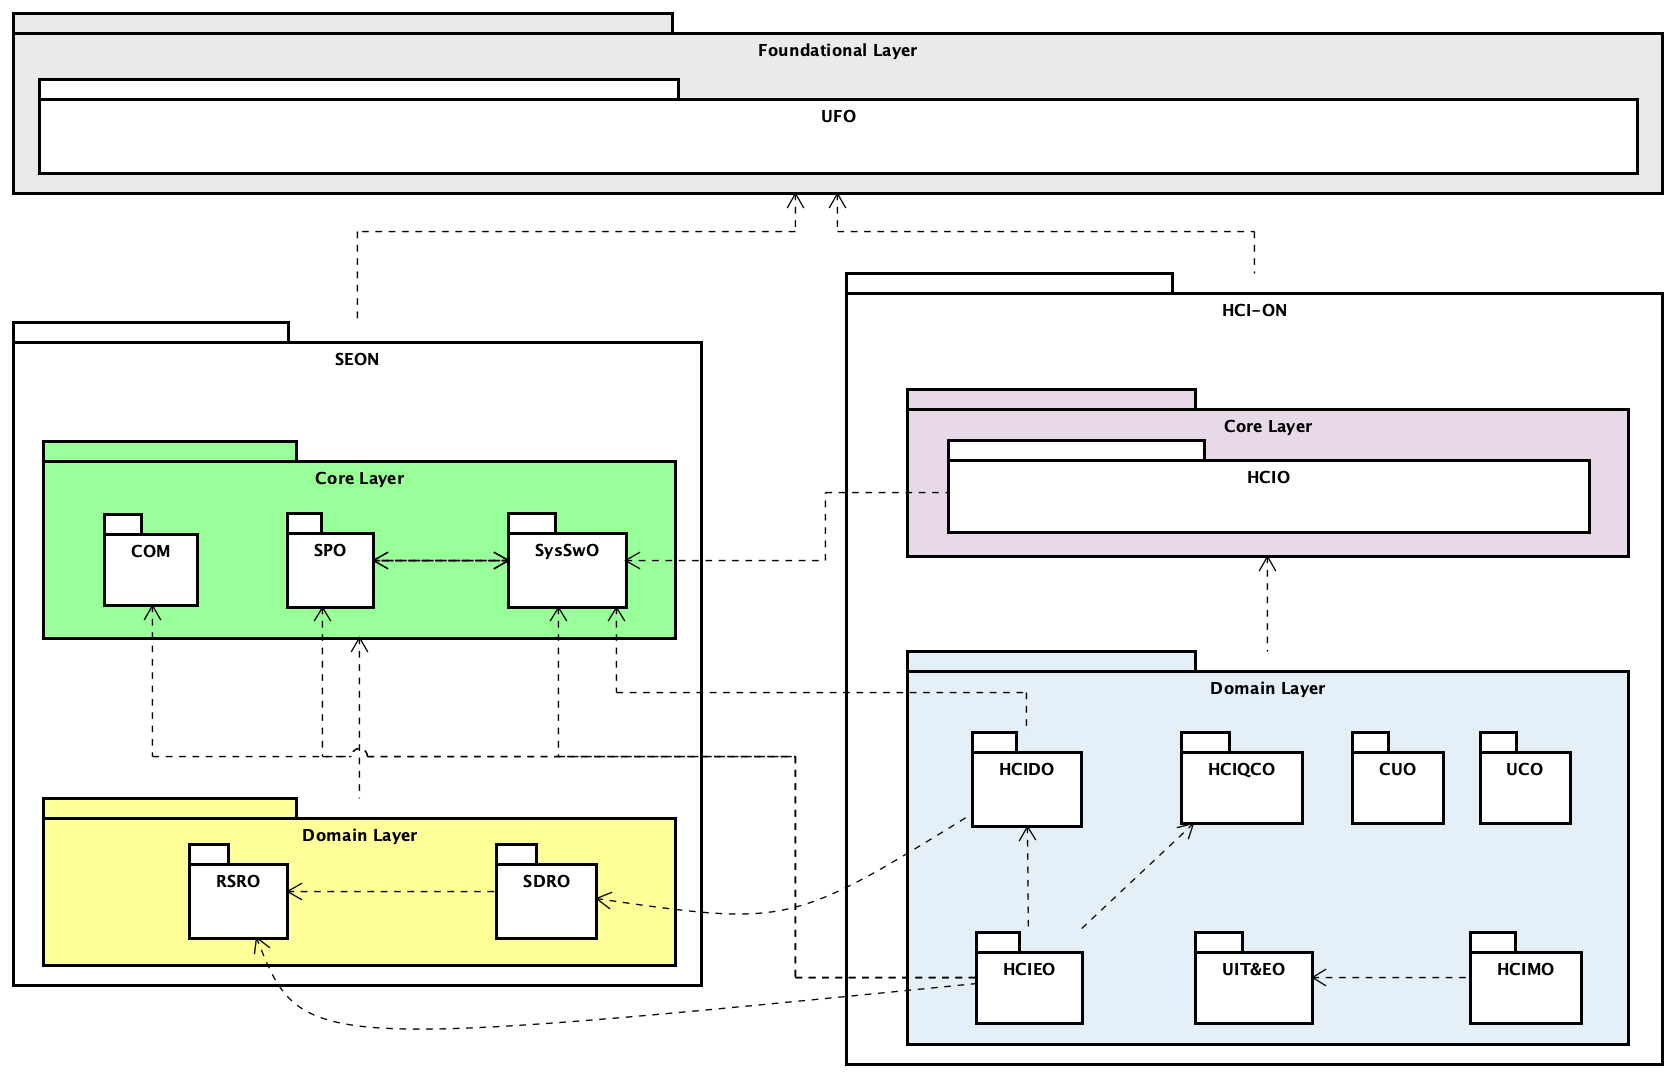 Foundational Layer
UFO
HCI-ON
SEON
Core Layer
HCIO
Core Layer
COM
SPO
SysSwO
Domain Layer
HCIDO
HCIQCO
CUO
UCO
Domain Layer
RSRO
SDRO
HCIEO
UIT&EO
HCIMO